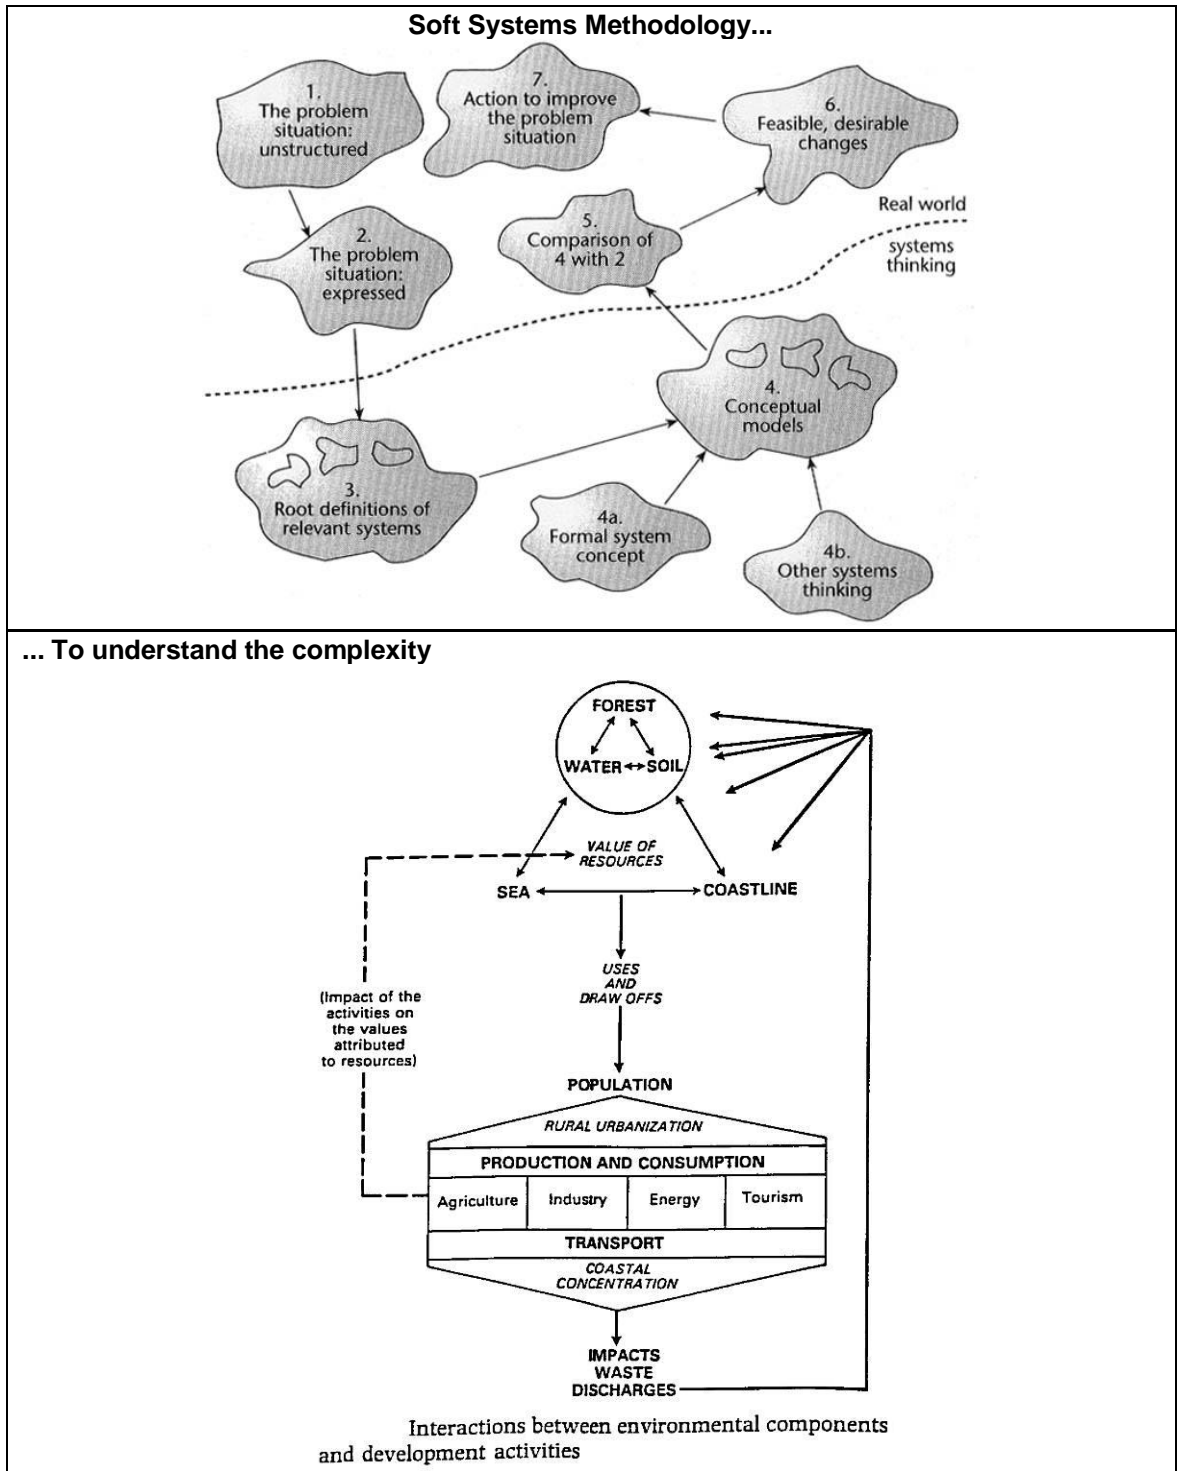 Soft Systems Methodology...
1.
The problem
situation:
unstructured
7.
Action to improve
the problem
situation
6.
Feasible, desirable
changes
2.
The problem
situation:
expressed
5.
Comparison of
4 with 2
Real world
systems
thinking
3.
Root definitions of
relevant systems
4.
Conceptual
models
4a.
Formal system
concept
4b.
Other systems
thinking
... To understand the complexity
FOREST
WATER
SOIL
VALUE OF
RESOURCES
SEA
COASTLINE
USES
AND
DRAW OFFS
(Impact of the
activities on
the values
attributed
to resources)
POPULATION
RURAL URBANIZATION
PRODUCTION AND CONSUMPTION
Agriculture
Industry
Energy
Tourism
TRANSPORT
COASTAL
CONCENTRATION
IMPACTS
WASTE
DISCHARGES
Interactions between environmental components
and development activities